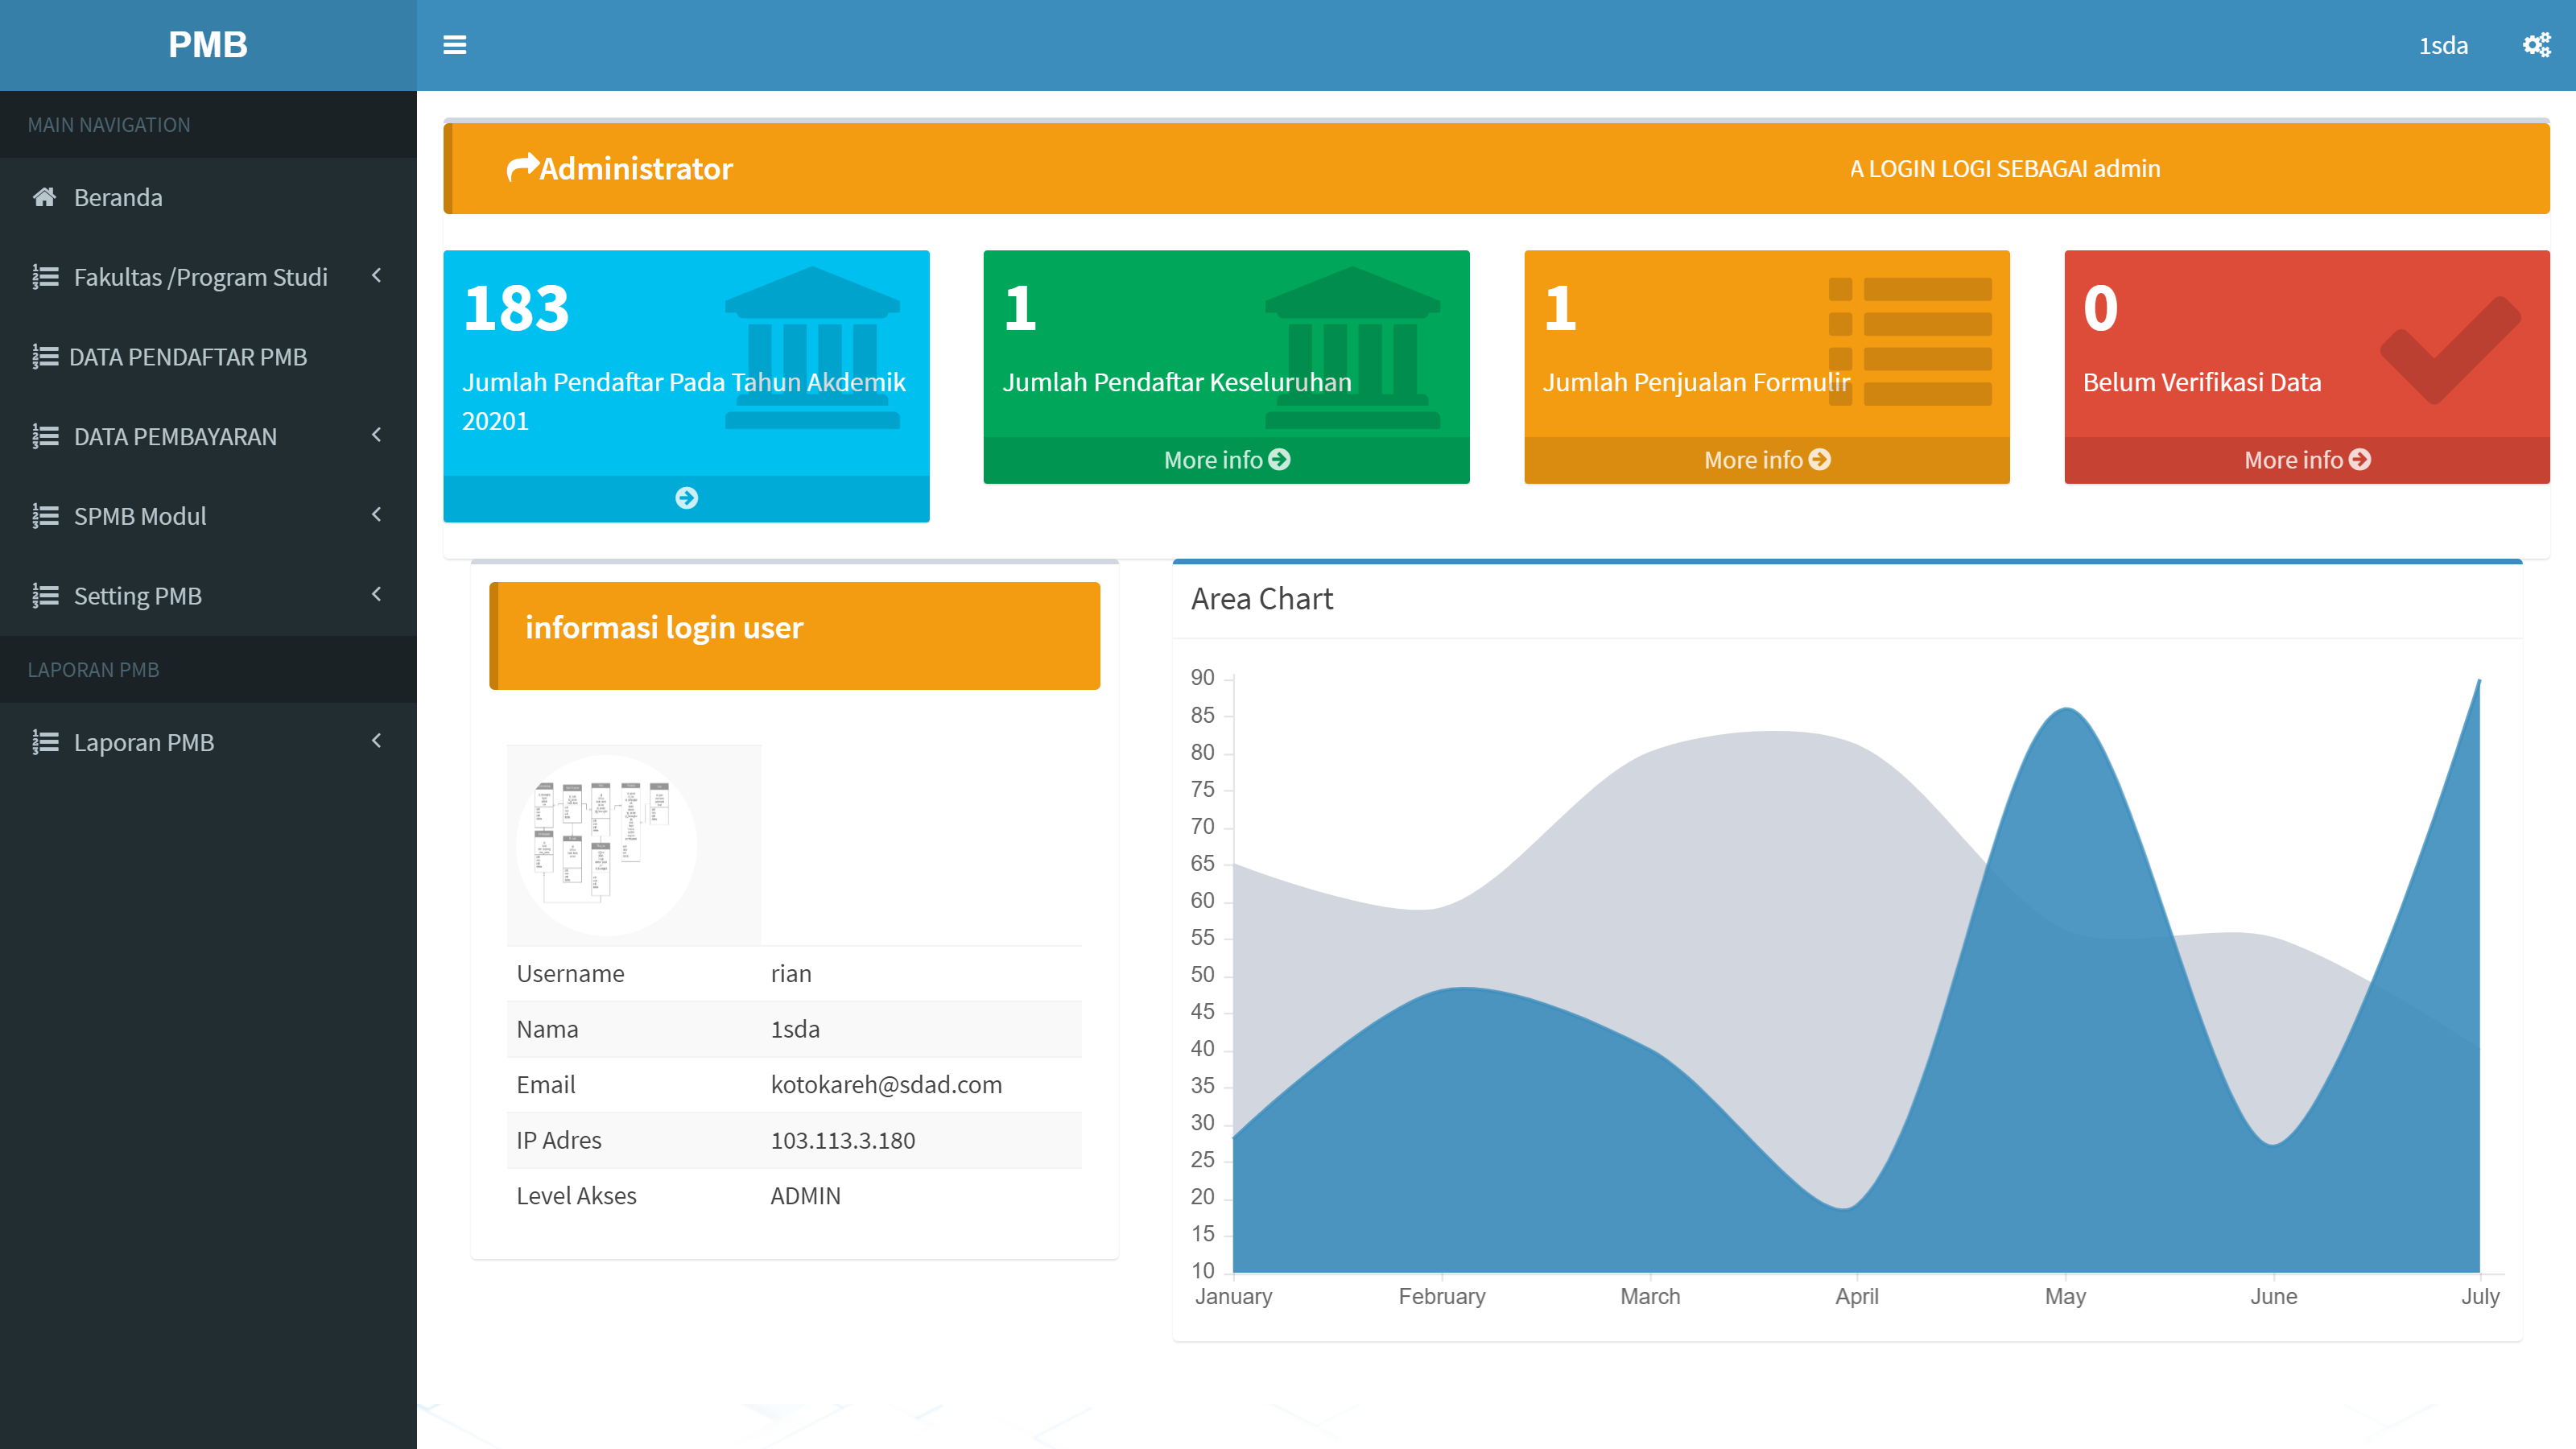 PMB
1sda
MAIN NAVIGATION
Beranda
Fakultas /Program Studi
DATA PENDAFTAR PMB
DATA PEMBAYARAN
SPMB Modul
Setting PMB
LAPORAN PMB
Laporan PMB
Administrator
A LOGIN LOGI SEBAGAI admin
183
Jumlah Pendaftar Pada Tahun Akdemik
20201
1
Jumlah Pendaftar Keseluruhan
More info
1
Jumlah Penjualan Formulir
More info
0
Belum Verifikasi Data
More info
informasi login user
Username rian
Nama 1sda
Email kotokareh@sdad.com
IP Adres 103.113.3.180
Level Akses ADMIN
Area Chart
90
85
80
75
70
65
60
55
50
45
40
35
30
25
20
15
10
January February March April May June July